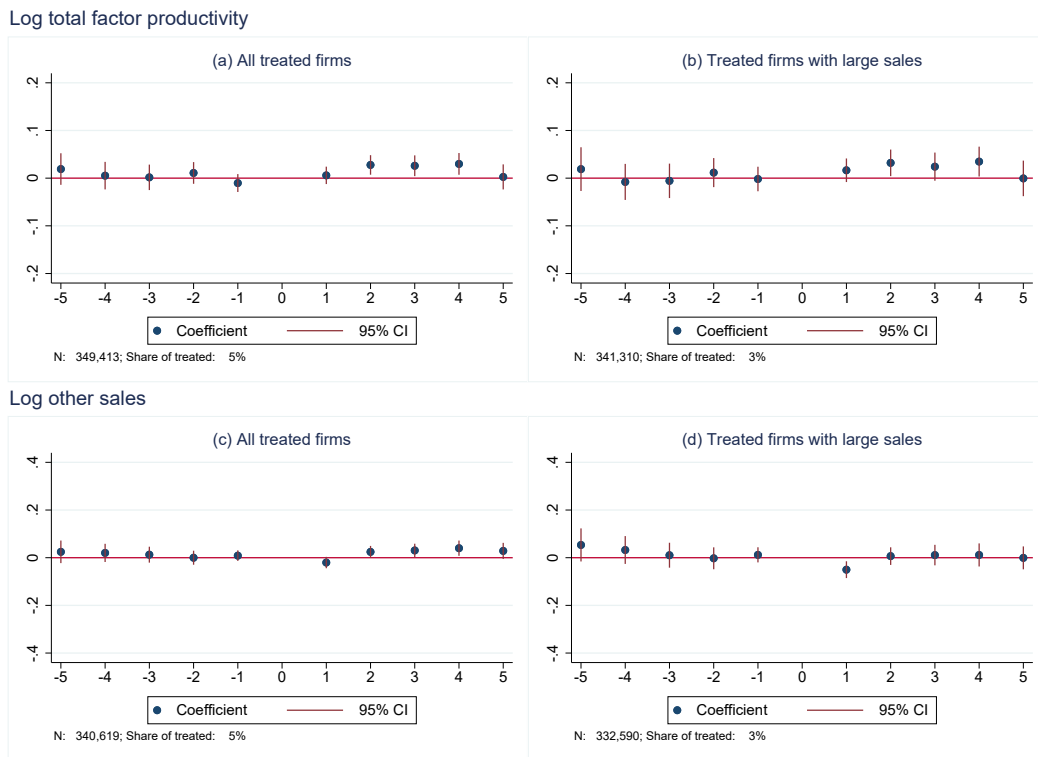 Log total factor productivity
(a) All treated firms
.2
.1
0
-.1
-.2
-5 -4 -3 -2 -1 0 1 2 3 4 5
Coefficient 95% CI
N: 349,413; Share of treated: 5%
(b) Treated firms with large sales
.2
.1
0
-.1
-.2
-5 -4 -3 -2 -1 0 1 2 3 4 5
Coefficient 95% CI
N: 341,310; Share of treated: 3%
Log other sales
(c) All treated firms
.4
.2
0
-.2
-.4
-5 -4 -3 -2 -1 0 1 2 3 4 5
Coefficient 95% CI
N: 340,619; Share of treated: 5%
(d) Treated firms with large sales
.4
.2
0
-.2
-.4
-5 -4 -3 -2 -1 0 1 2 3 4 5
Coefficient 95% CI
N: 332,590; Share of treated: 3%